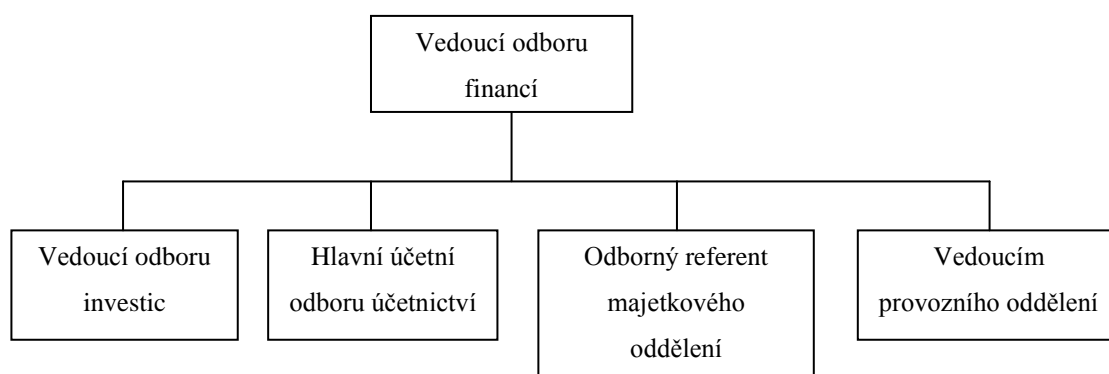 Vedoucí odboru
financí
Vedoucí odboru
investic
Hlavní účetní
odboru účetnictví
Odborný referent
majetkového
oddělení
Vedoucím
provozního oddělení